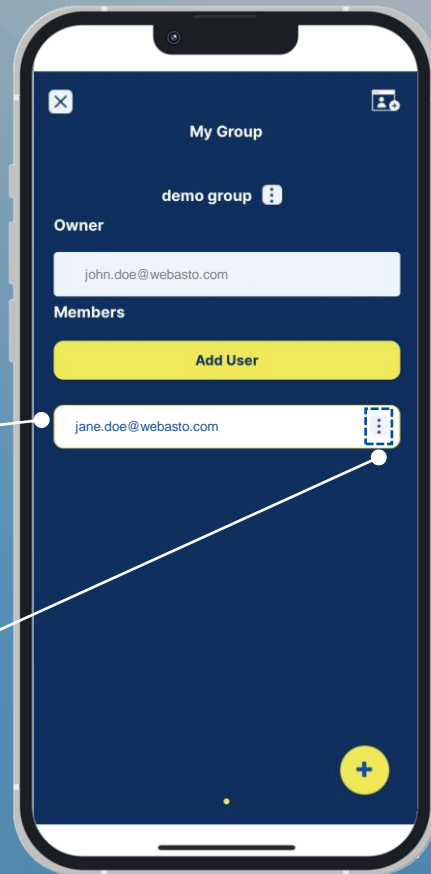 My Group
demo group
Owner
john.doe@webasto.com
Members
Add User
jane.doe@webasto.com